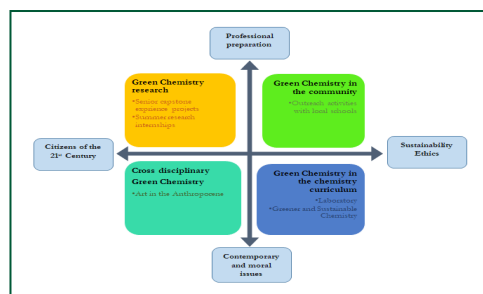 Professional
preparation
Green Chemistry
research
•Senior capstone
experience projects
•Summer research
internships
Green Chemistry in
the community
•Outreach activities
with local schools
Citizens of the
21st Century
Sustainability
Ethics
Cross disciplinary
Green Chemistry
•Art in the Anthropocene
Green Chemistry in
the chemistry
curriculum
•Laboratory
•Greener and Sustainable
Chemistry
Contemporary
and moral
issues